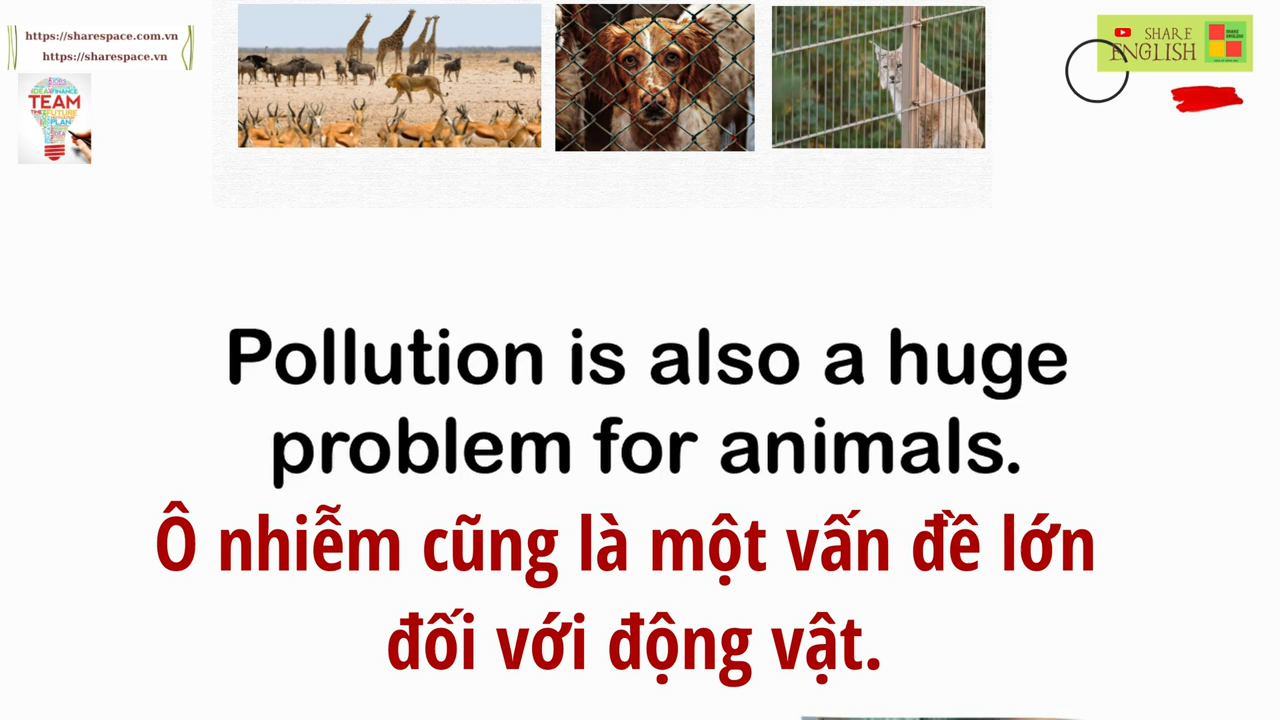 https://sharespace.com.vn
https://sharespace.vn
TEAM
PLAN
SHARE
ENGLISH
Pollution is also a huge
problem for animals.
Ô nhiễm cũng là một vấn đề lớn
đối với động vật.